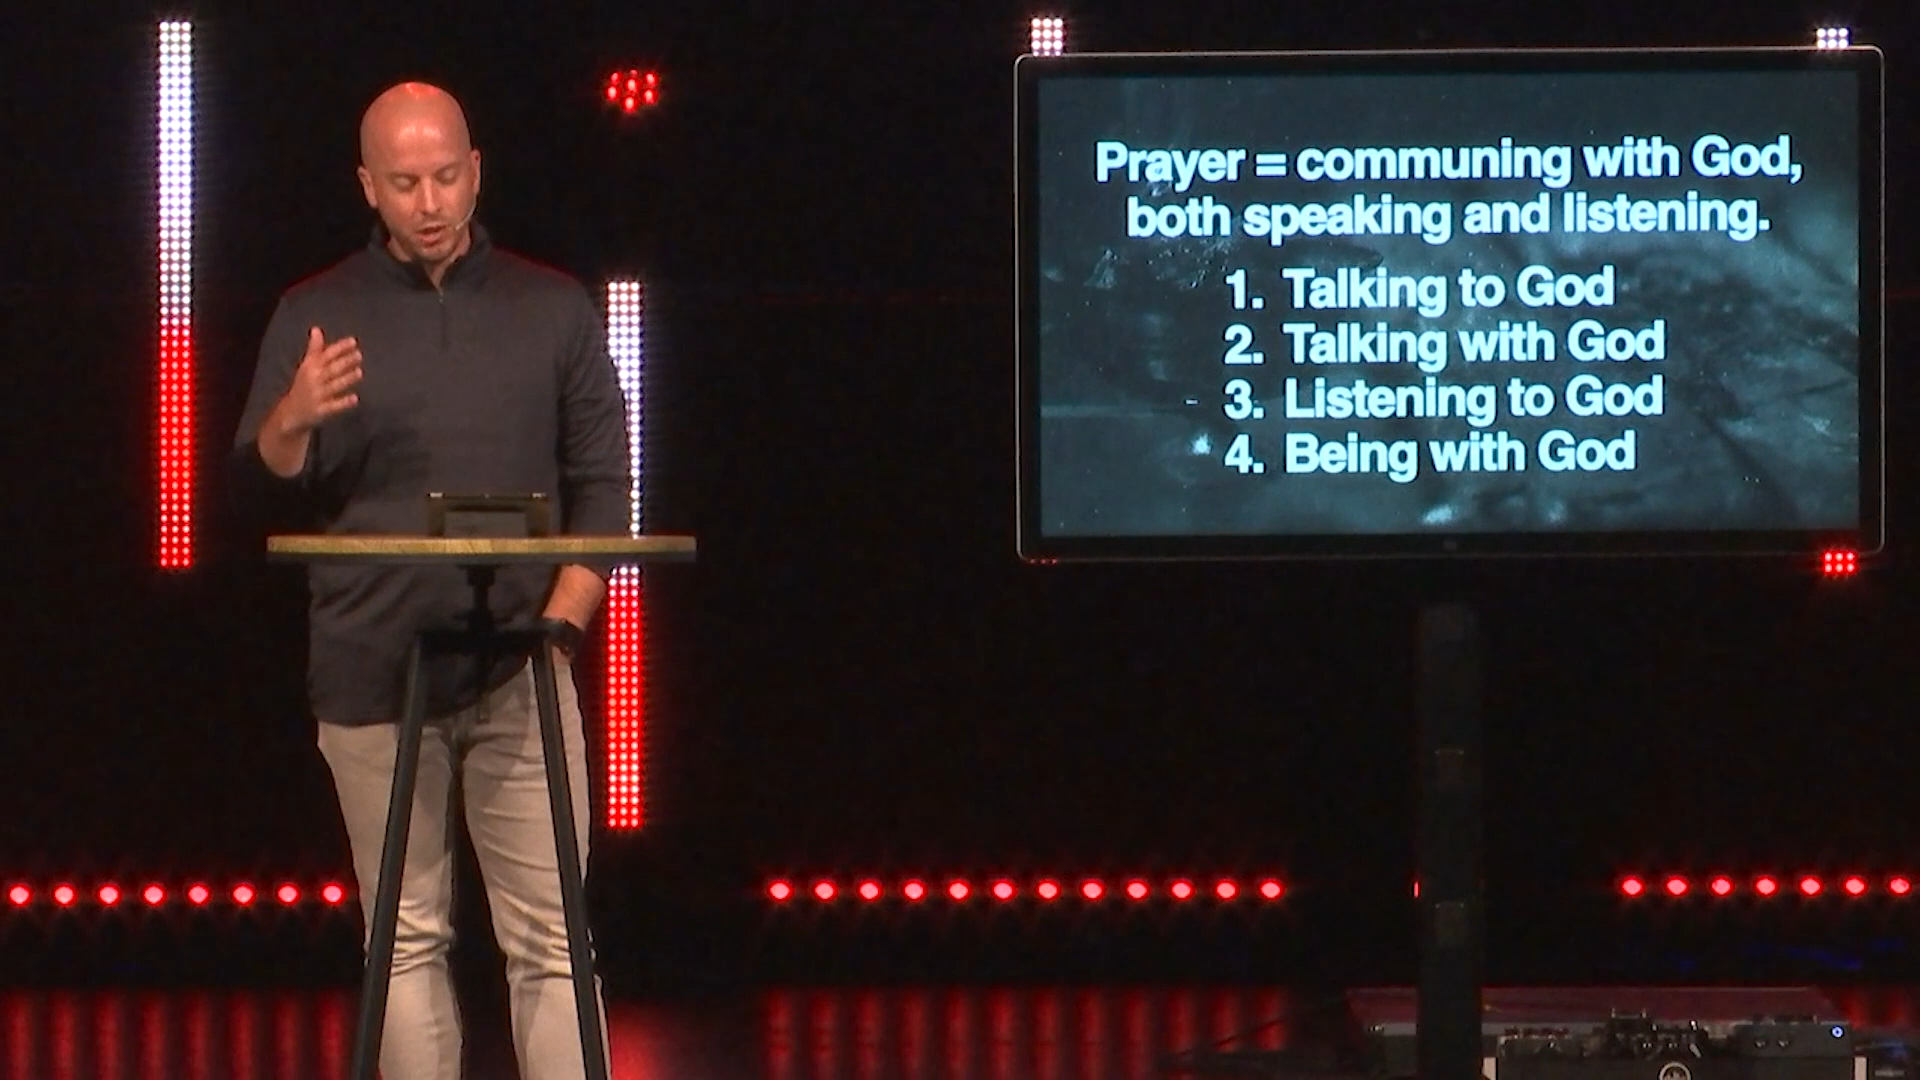 Prayer = communing with God,
both speaking and listening.
1. Talking to God
2. Talking with God
3. Listening to God
4. Being with God